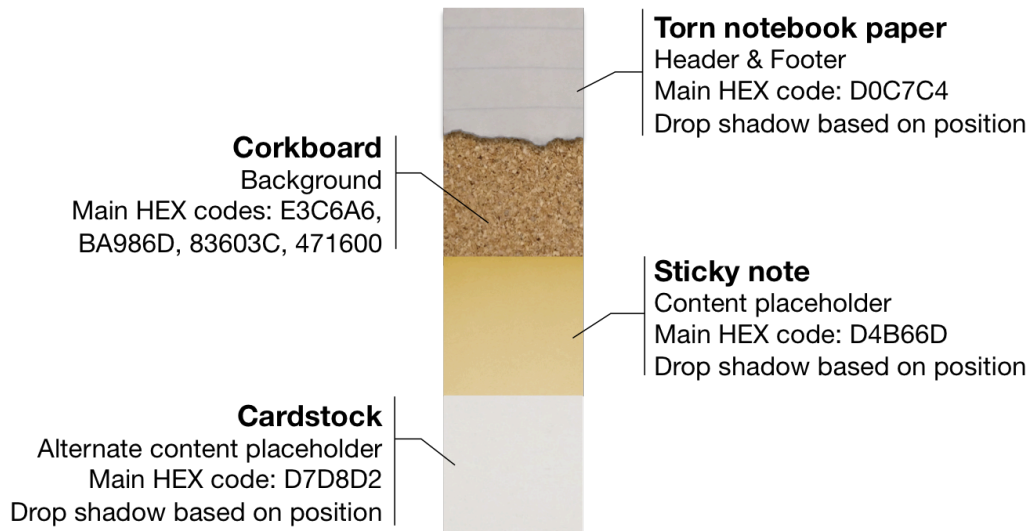 Torn notebook paper
Header & Footer
Main HEX code: D0C7C4
Drop shadow based on position
Corkboard
Background
Main HEX codes: E3C6A6,
BA986D, 83603C, 471600
Sticky note
Content placeholder
Main HEX code: D4B66D
Drop shadow based on position
Cardstock
Alternate content placeholder
Main HEX code: D7D8D2
Drop shadow based on position